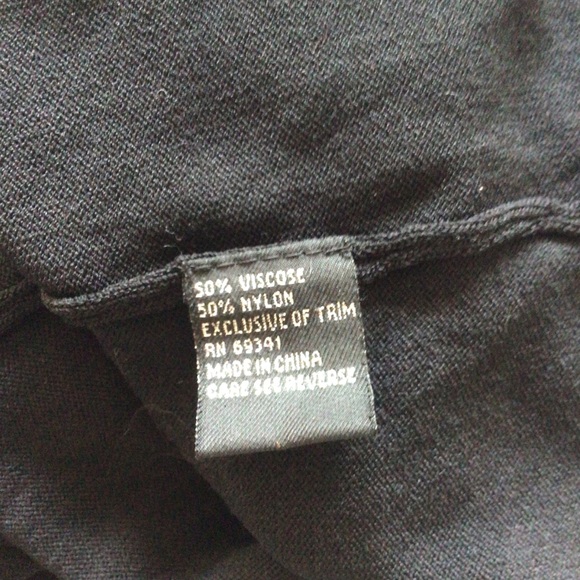 50% VISCOSE
50% NYLON
EXCLUSIVE OF TRIM
RN 69341
MADE IN CHINA
CARE SEE REVERSE